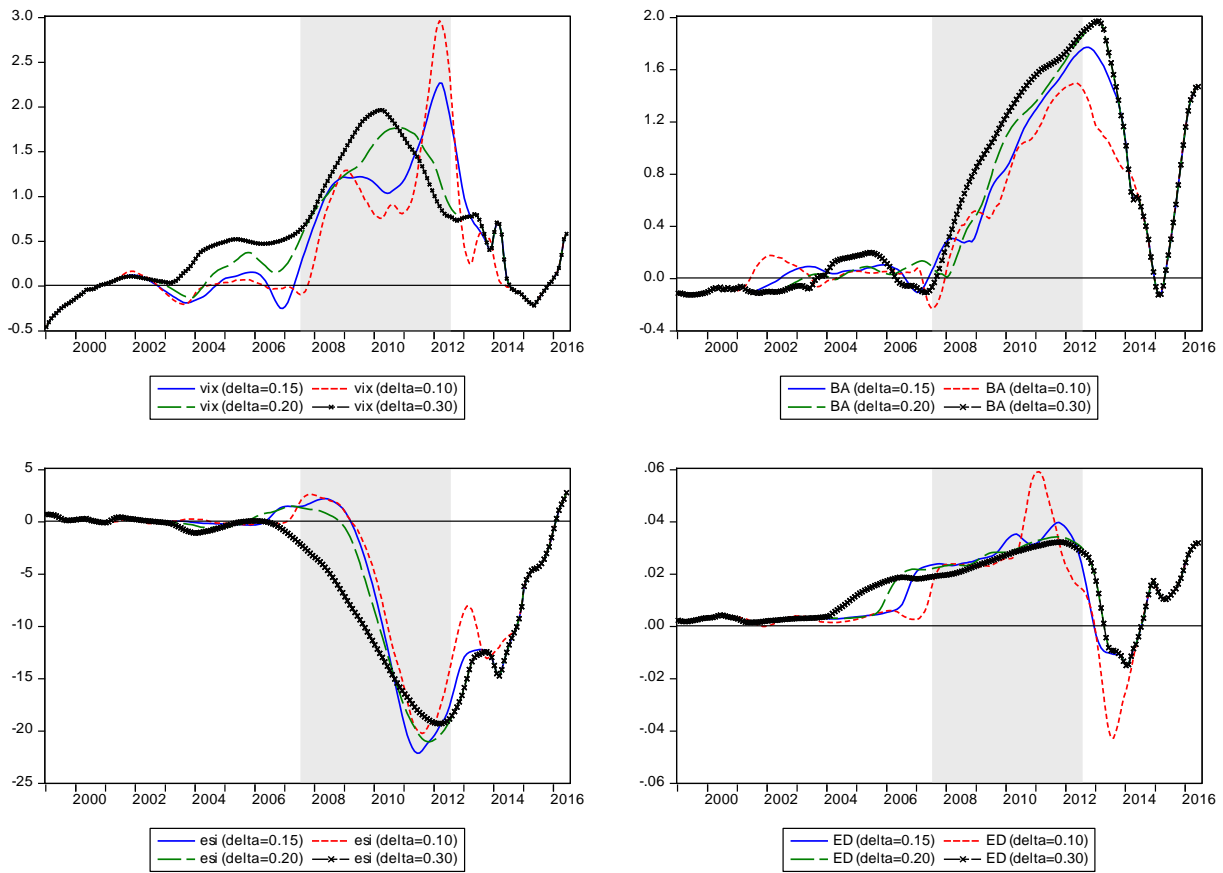 3.0
2.5
2.0
1.5
1.0
0.5
0.0
-0.5
2000 2002 2004 2006 2008 2010 2012 2014 2016
vix (delta=0.15) vix (delta=0.10)
vix (delta=0.20) vix (delta=0.30)
2.0
1.6
1.2
0.8
0.4
0.0
-0.4
2000 2002 2004 2006 2008 2010 2012 2014 2016
BA (delta=0.15) BA (delta=0.10)
BA (delta=0.20) BA (delta=0.30)
5
0
-5
-10
-15
-20
-25
2000 2002 2004 2006 2008 2010 2012 2014 2016
esi (delta=0.15) esi (delta=0.10)
esi (delta=0.20) esi (delta=0.30)
.06
.04
.02
.00
-.02
-.04
-.06
2000 2002 2004 2006 2008 2010 2012 2014 2016
ED (delta=0.15) ED (delta=0.10)
ED (delta=0.20) ED (delta=0.30)